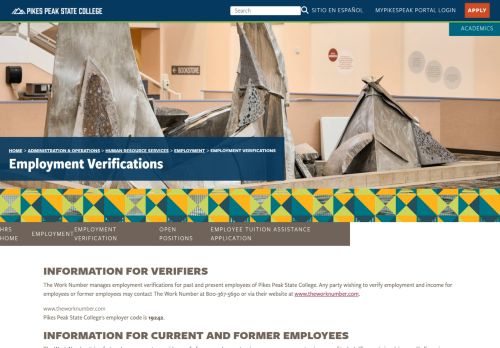 PIKES PEAK STATE COLLEGE
Search
SITIO EN ESPAÑOL
MYPIKESPEAK PORTAL LOGIN
APPLY
ACADEMICS
BOOKSTORE
HOME > ADMINISTRATION & OPERATIONS > HUMAN RESOURCE SERVICES > EMPLOYMENT > EMPLOYMENT VERIFICATIONS
Employment Verifications
HRS HOME
EMPLOYMENT
EMPLOYMENT VERIFICATION
OPEN POSITIONS
EMPLOYEE TUITION ASSISTANCE APPLICATION
INFORMATION FOR VERIFIERS
The Work Number manages employment verifications for past and present employees of Pikes Peak State College. Any party wishing to verify employment and income for
employees or former employees may contact The Work Number at 800-367-5690 or via their website at www.theworknumber.com.
www.theworknumber.com
Pikes Peak State College's employer code is 19240.
INFORMATION FOR CURRENT AND FORMER EMPLOYEES